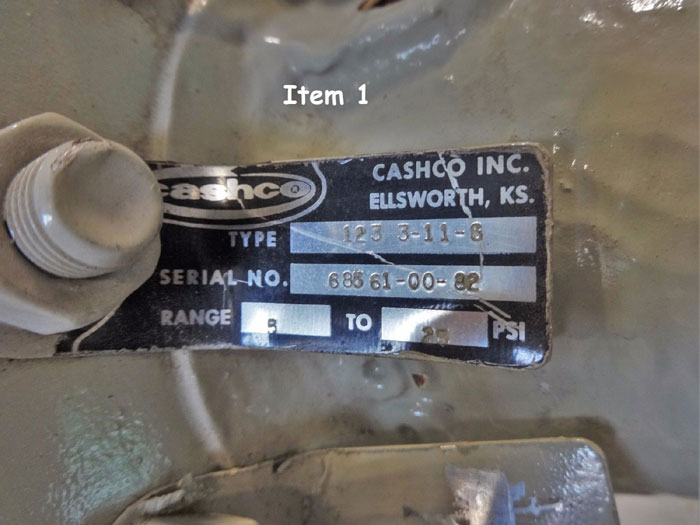 Item 1
cashco
CASHCO INC.
ELLSWORTH, KS.
TYPE 123 3-11-6
SERIAL NO. 68561-00-82
RANGE 5 TO 25 PSI